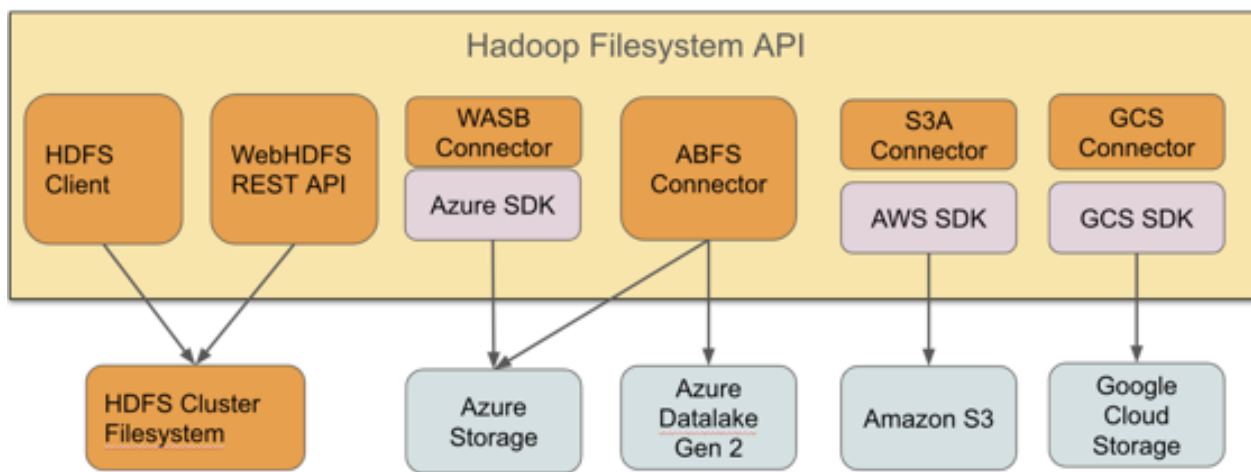 Hadoop Filesystem API
HDFS
Client
WebHDFS
REST API
WASB
Connector
Azure SDK
ABFS
Connector
S3A
Connector
AWS SDK
GCS
Connector
GCS SDK
HDFS Cluster
Filesystem
Azure
Storage
Azure
Datalake
Gen 2
Amazon S3
Google
Cloud
Storage